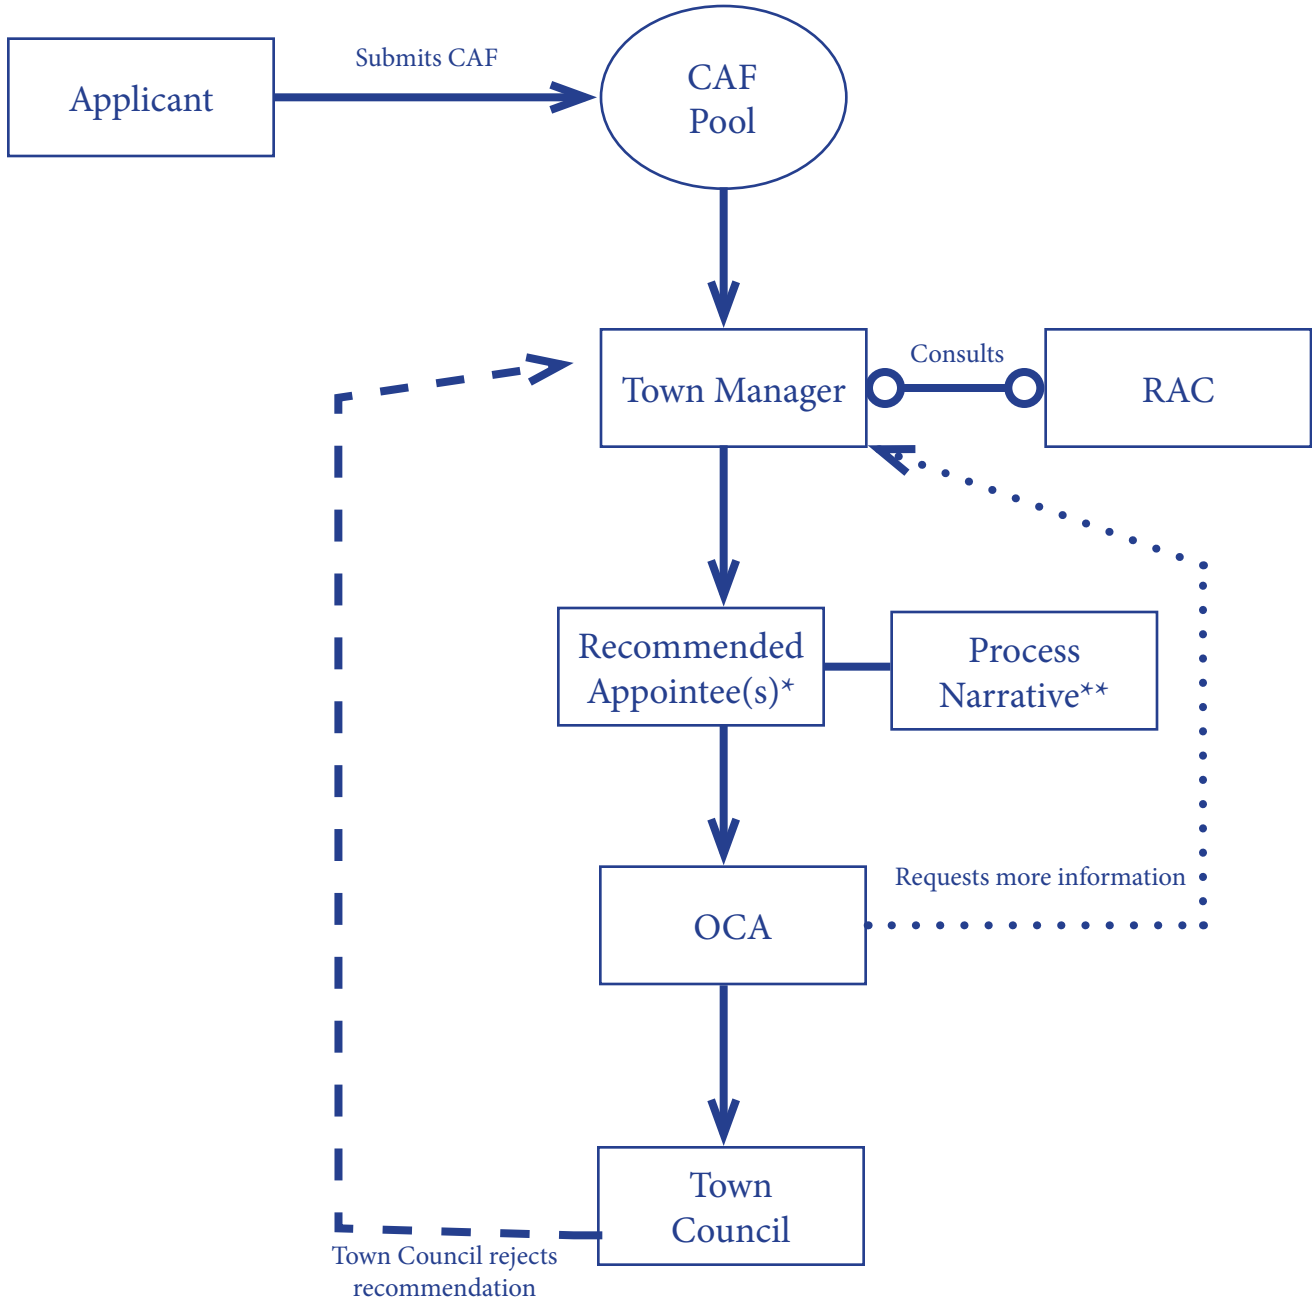 Applicant
Submits CAF
CAF
Pool
Town Manager
Consults
RAC
Recommended
Appointee(s)*
Process
Narrative**
OCA
Requests more information
Town
Council
Town Council rejects
recommendation